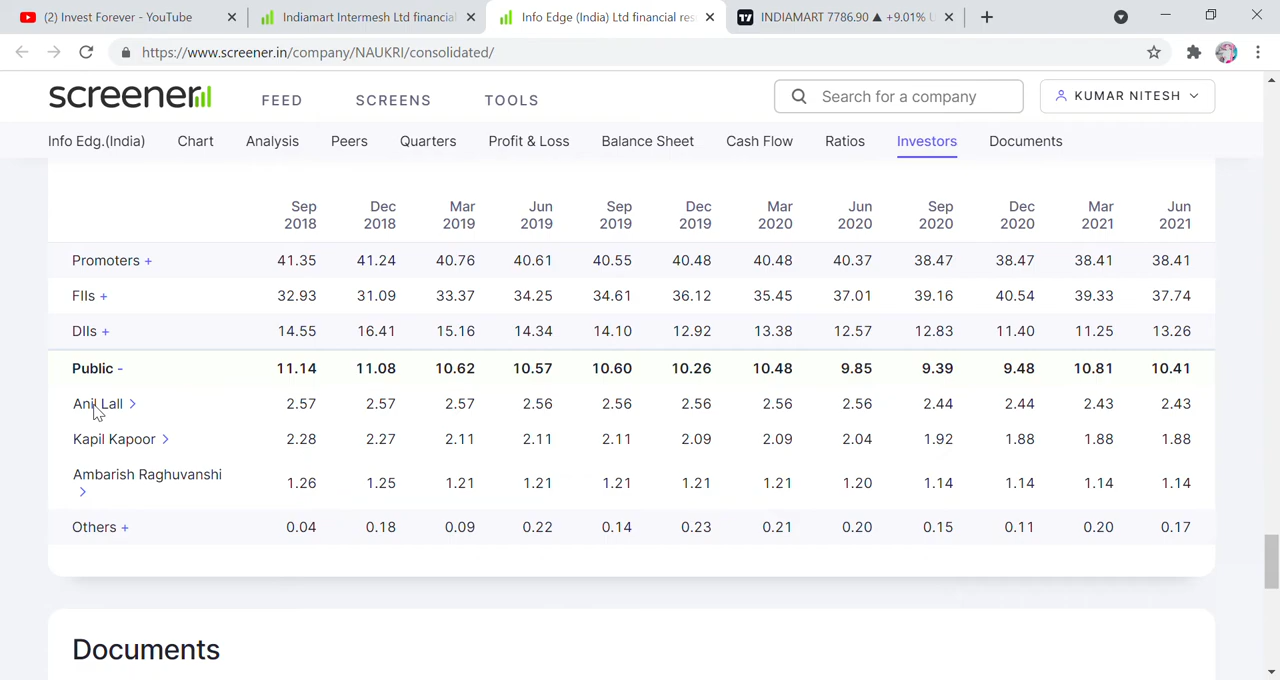 (2) Invest Forever - YouTube
Indiamart Intermesh Ltd financial
Info Edge (India) Ltd financial res
INDIAMART 7786.90 ▲ +9.01%
https://www.screener.in/company/NAUKRI/consolidated/
screener
FEED SCREENS TOOLS
Search for a company
KUMAR NITESH
Info Edg.(India) Chart Analysis Peers Quarters Profit & Loss Balance Sheet Cash Flow Ratios Investors Documents
Sep 2018 Dec 2018 Mar 2019 Jun 2019 Sep 2019 Dec 2019 Mar 2020 Jun 2020 Sep 2020 Dec 2020 Mar 2021 Jun 2021
Promoters + 41.35 41.24 40.76 40.61 40.55 40.48 40.48 40.37 38.47 38.47 38.41 38.41
FIIs + 32.93 31.09 33.37 34.25 34.61 36.12 35.45 37.01 39.16 40.54 39.33 37.74
DIIs + 14.55 16.41 15.16 14.34 14.10 12.92 13.38 12.57 12.83 11.40 11.25 13.26
Public - 11.14 11.08 10.62 10.57 10.60 10.26 10.48 9.85 9.39 9.48 10.81 10.41
Anil Lall > 2.57 2.57 2.57 2.56 2.56 2.56 2.56 2.56 2.44 2.44 2.43 2.43
Kapil Kapoor > 2.28 2.27 2.11 2.11 2.11 2.09 2.09 2.04 1.92 1.88 1.88 1.88
Ambarish Raghuvanshi > 1.26 1.25 1.21 1.21 1.21 1.21 1.21 1.20 1.14 1.14 1.14 1.14
Others + 0.04 0.18 0.09 0.22 0.14 0.23 0.21 0.20 0.15 0.11 0.20 0.17
Documents